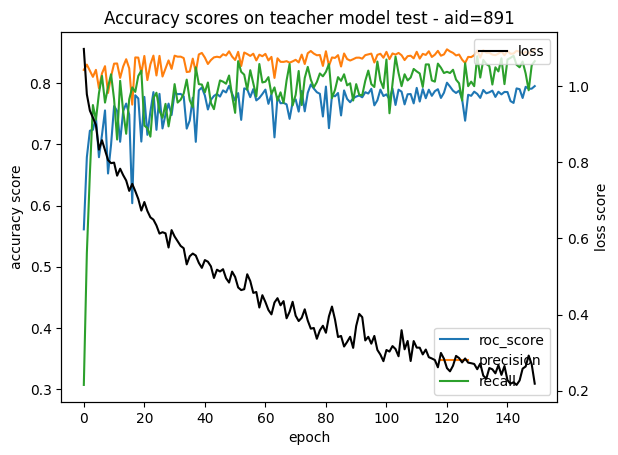 Accuracy scores on teacher model test - aid=891
loss
accuracy score
0.8
0.7
0.6
0.5
0.4
0.3
1.0
0.8
0.6
0.4
0.2
loss score
roc_score
precision
recall
0 20 40 60 80 100 120 140
epoch